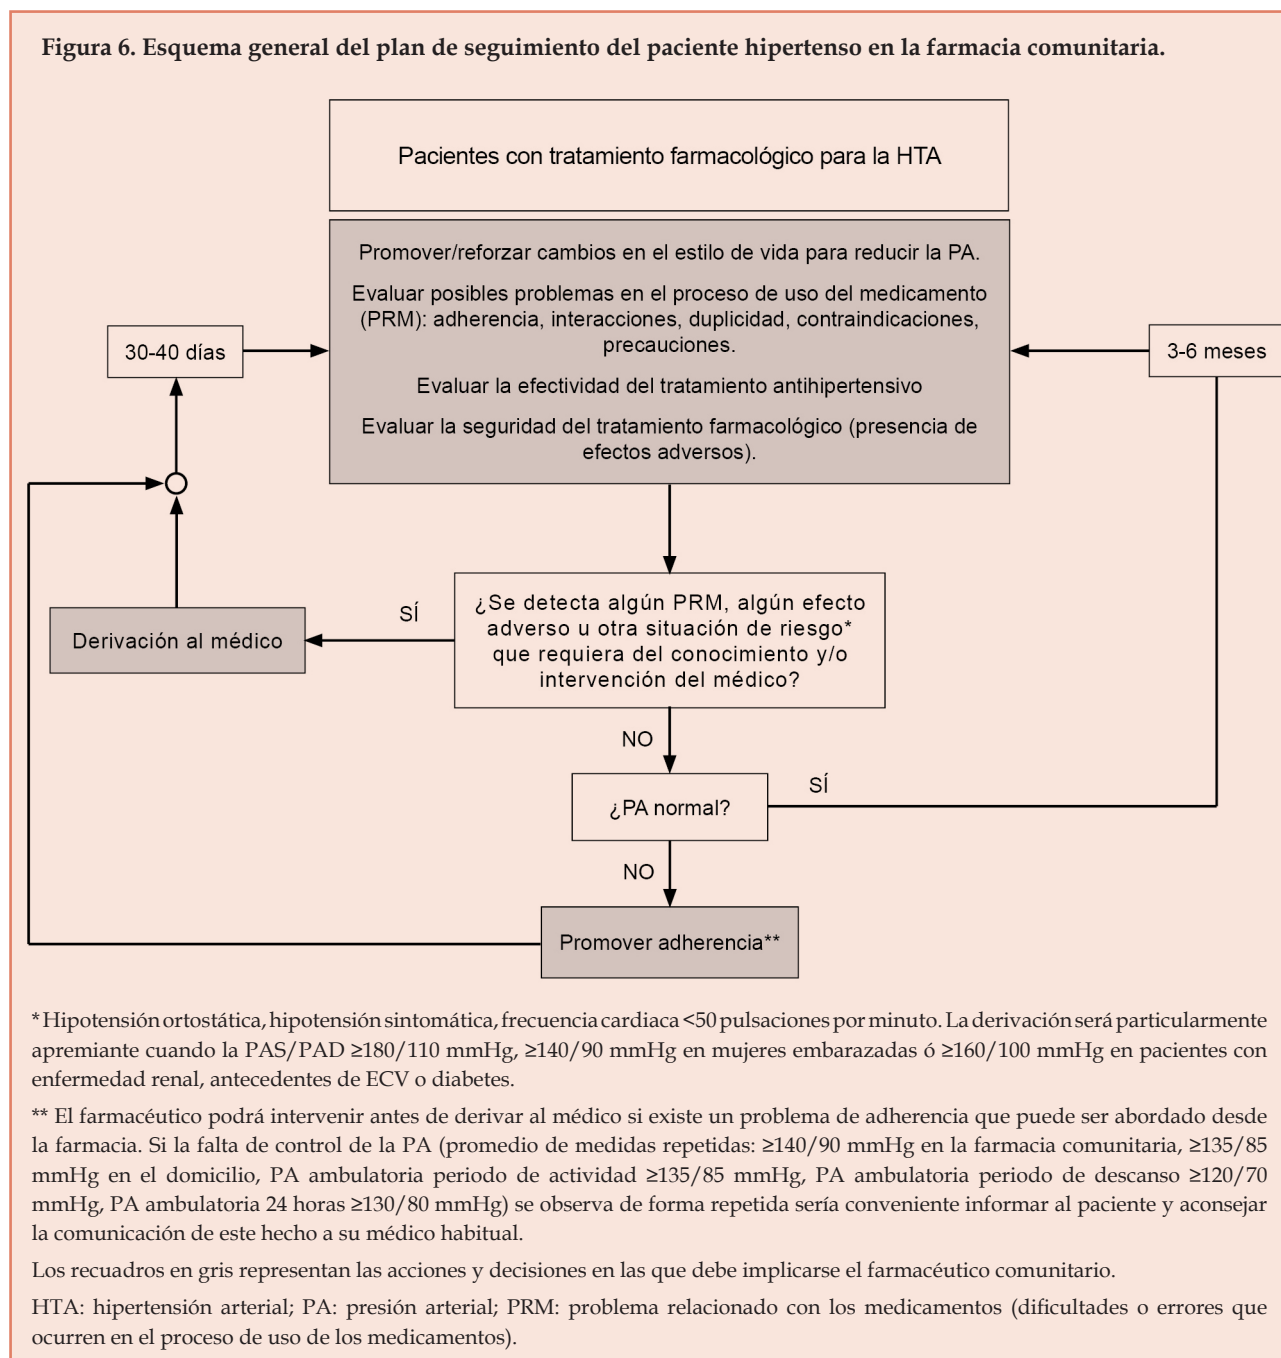 Figura 6. Esquema general del plan de seguimiento del paciente hipertenso en la farmacia comunitaria.
Pacientes con tratamiento farmacológico para la HTA
Promover/reforzar cambios en el estilo de vida para reducir la PA.
Evaluar posibles problemas en el proceso de uso del medicamento
(PRM): adherencia, interacciones, duplicidad, contraindicaciones,
precauciones.
Evaluar la efectividad del tratamiento antihipertensivo
Evaluar la seguridad del tratamiento farmacológico (presencia de
efectos adversos).
30-40 días
3-6 meses
¿Se detecta algún PRM, algún efecto
adverso u otra situación de riesgo*
que requiera del conocimiento y/o
intervención del médico?
SÍ
Derivación al médico
NO
¿PA normal?
SÍ
NO
Promover adherencia**
* Hipotensión ortostática, hipotensión sintomática, frecuencia cardiaca <50 pulsaciones por minuto. La derivación será particularmente
apremiante cuando la PAS/PAD ≥180/110 mmHg, ≥140/90 mmHg en mujeres embarazadas ó ≥160/100 mmHg en pacientes con
enfermedad renal, antecedentes de ECV o diabetes.
** El farmacéutico podrá intervenir antes de derivar al médico si existe un problema de adherencia que puede ser abordado desde
la farmacia. Si la falta de control de la PA (promedio de medidas repetidas: ≥140/90 mmHg en la farmacia comunitaria, ≥135/85
mmHg en el domicilio, PA ambulatoria periodo de actividad ≥135/85 mmHg, PA ambulatoria periodo de descanso ≥120/70
mmHg, PA ambulatoria 24 horas ≥130/80 mmHg) se observa de forma repetida sería conveniente informar al paciente y aconsejar
la comunicación de este hecho a su médico habitual.
Los recuadros en gris representan las acciones y decisiones en las que debe implicarse el farmacéutico comunitario.
HTA: hipertensión arterial; PA: presión arterial; PRM: problema relacionado con los medicamentos (dificultades o errores que
ocurren en el proceso de uso de los medicamentos).